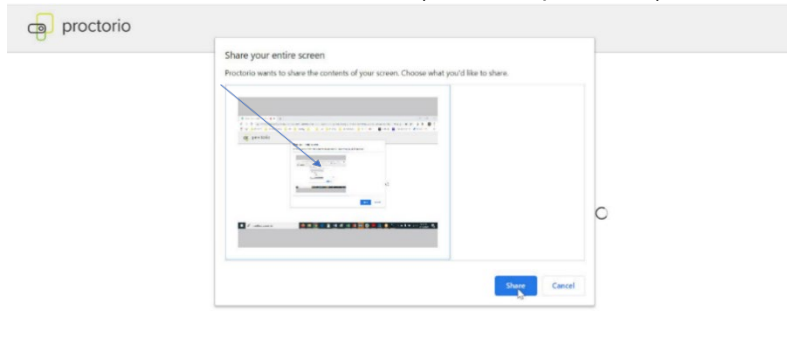 proctorio
Share your entire screen
Proctorio wants to share the contents of your screen. Choose what you'd like to share.
proctorio
Share
Cancel